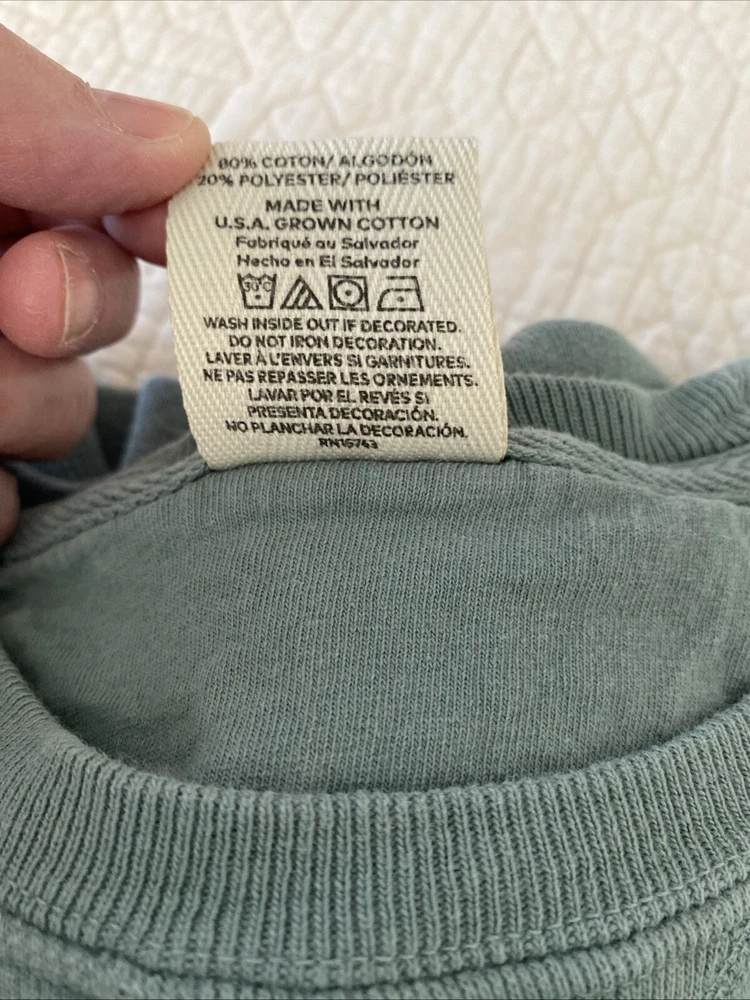 80% COTON/ ALGODÓN
20% POLYESTER/ POLIÉSTER
MADE WITH
U.S.A. GROWN COTTON
Fabriqué au Salvador
Hecho en El Salvador
30°C
WASH INSIDE OUT IF DECORATED.
DO NOT IRON DECORATION.
LAVER À L'ENVERS SI GARNITURES.
NE PAS REPASSER LES ORNEMENTS.
LAVAR POR EL REVÉS SI
PRESENTA DECORACIÓN.
NO PLANCHAR LA DECORACIÓN.
RN15763